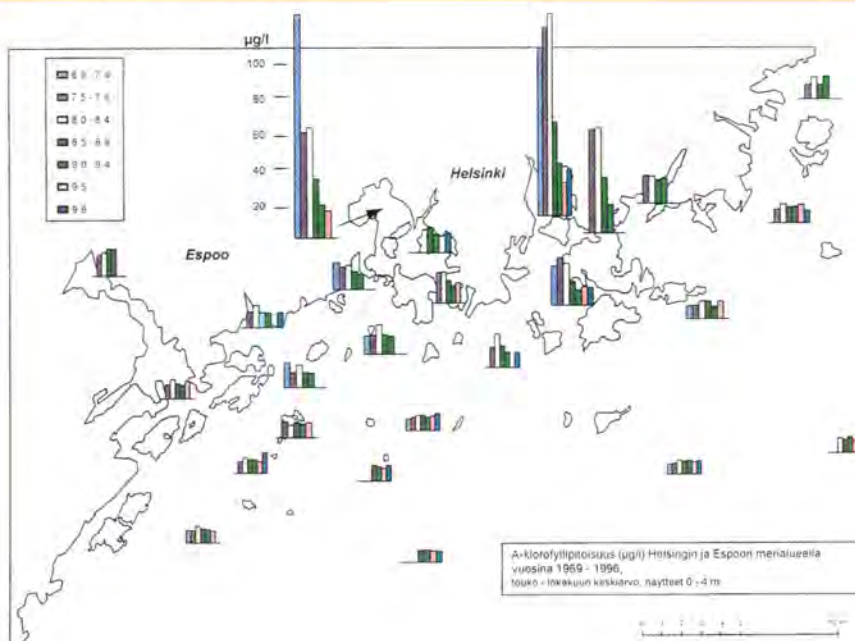 µg/l
100
80
60
40
20
69-74
75-79
80-84
85-89
90-94
95
96
Helsinki
Espoo
A-klorofyllipitoisuus (µg/l) Helsingin ja Espoon merialueella
vuosina 1969 - 1996,
touko - lokakuun keskiarvo, näytteet 0 - 4 m